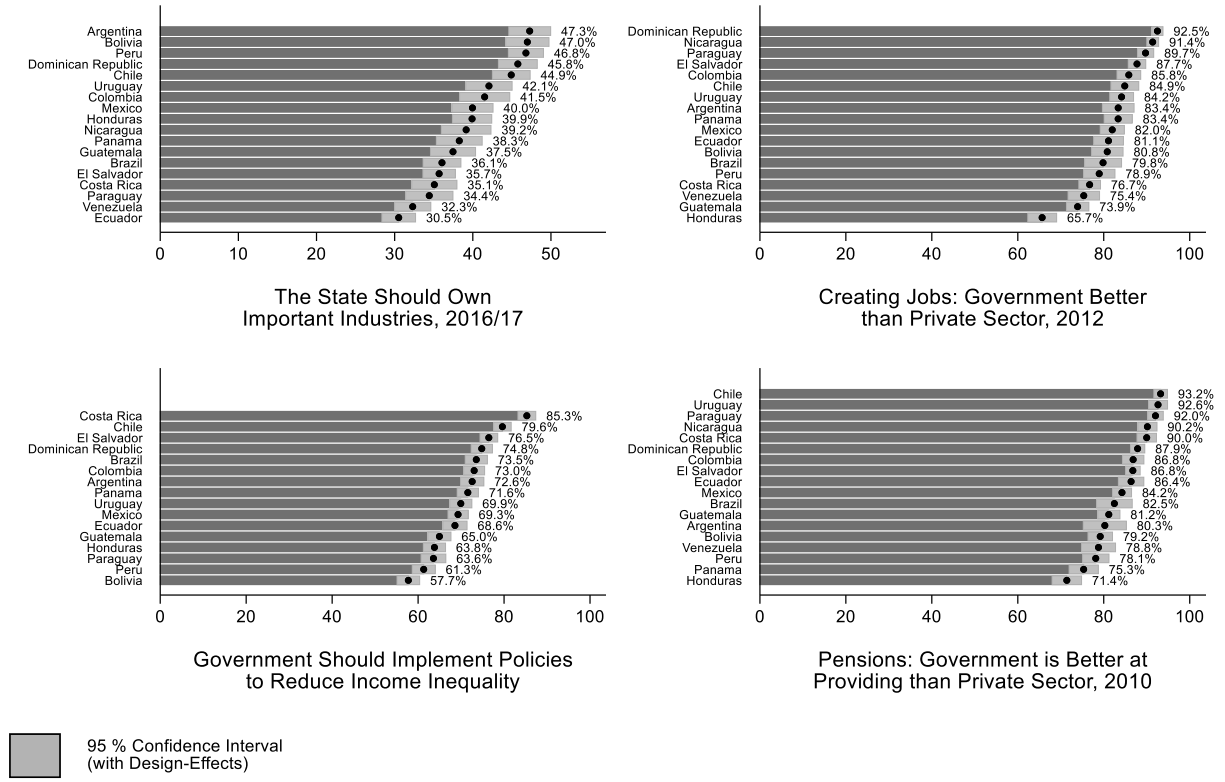 Argentina 47.3%
Bolivia 47.0%
Peru 46.8%
Dominican Republic 45.8%
Chile 44.9%
Uruguay 42.1%
Colombia 41.5%
Mexico 40.0%
Honduras 39.9%
Nicaragua 39.2%
Panama 38.3%
Guatemala 37.5%
Brazil 36.1%
El Salvador 35.7%
Costa Rica 35.1%
Paraguay 34.4%
Venezuela 32.3%
Ecuador 30.5%
0 10 20 30 40 50
The State Should Own
Important Industries, 2016/17
Dominican Republic 92.5%
Nicaragua 91.4%
Paraguay 89.7%
El Salvador 87.7%
Colombia 85.8%
Chile 84.9%
Uruguay 84.2%
Argentina 83.4%
Panama 83.4%
Mexico 82.0%
Ecuador 81.1%
Bolivia 80.8%
Brazil 79.8%
Peru 78.9%
Costa Rica 76.7%
Venezuela 75.4%
Guatemala 73.9%
Honduras 65.7%
0 20 40 60 80 100
Creating Jobs: Government Better
than Private Sector, 2012
Costa Rica 85.3%
Chile 79.6%
El Salvador 76.5%
Dominican Republic 74.8%
Brazil 73.5%
Colombia 73.0%
Argentina 72.6%
Panama 71.6%
Uruguay 69.9%
Mexico 69.3%
Ecuador 68.6%
Guatemala 65.0%
Honduras 63.8%
Paraguay 63.6%
Peru 61.3%
Bolivia 57.7%
0 20 40 60 80 100
Government Should Implement Policies
to Reduce Income Inequality
Chile 93.2%
Uruguay 92.6%
Paraguay 92.0%
Nicaragua 90.2%
Costa Rica 90.0%
Dominican Republic 87.9%
Colombia 86.8%
El Salvador 86.8%
Ecuador 86.4%
Mexico 84.2%
Brazil 82.5%
Guatemala 81.2%
Argentina 80.3%
Bolivia 79.2%
Venezuela 78.8%
Peru 78.1%
Panama 75.3%
Honduras 71.4%
0 20 40 60 80 100
Pensions: Government is Better at
Providing than Private Sector, 2010
95 % Confidence Interval
(with Design-Effects)